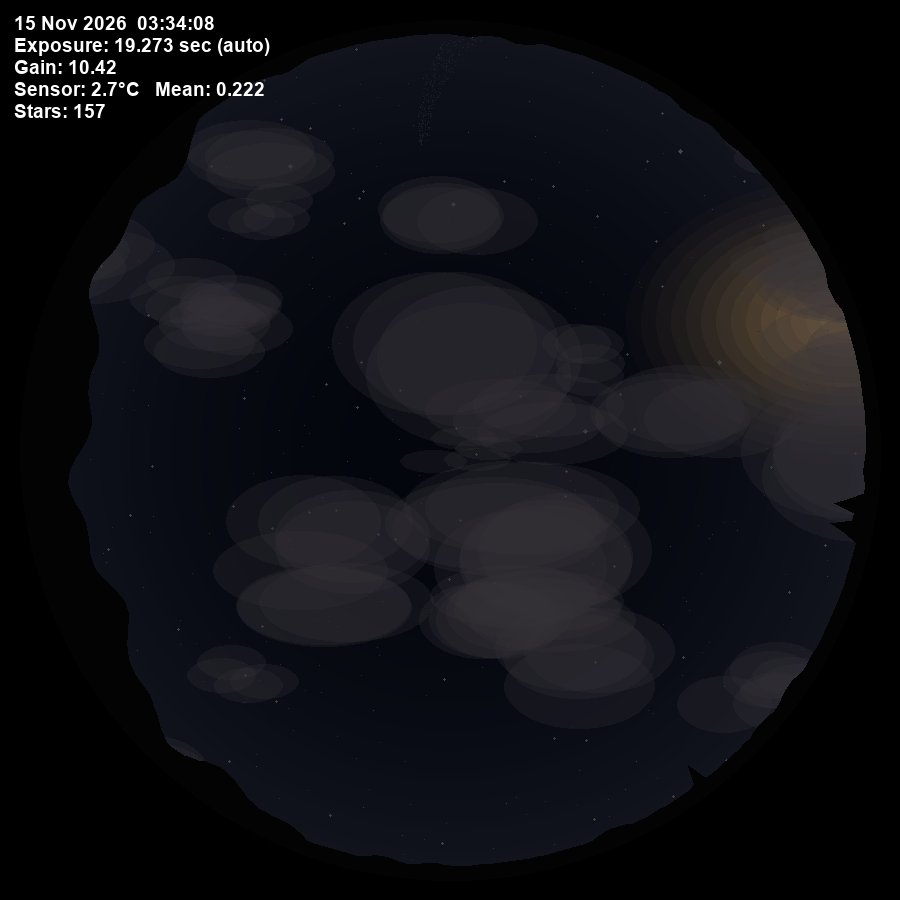 15 Nov 2026  03:34:08
Exposure: 19.273 sec (auto)
Gain: 10.42
Sensor: 2.7°C   Mean: 0.222
Stars: 157